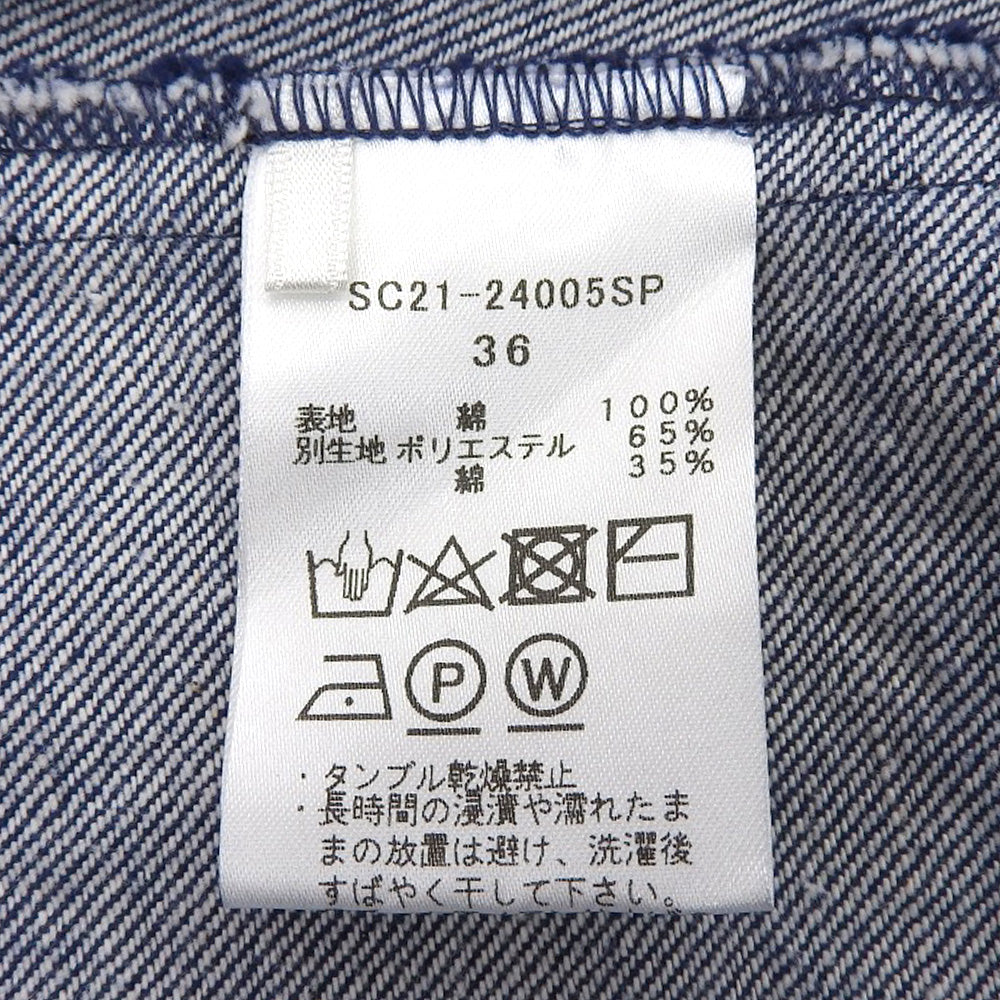 SC21-24005SP
36
表地 綿 100%
別生地 ポリエステル 65%
綿 35%
P W
・タンブル乾燥禁止
・長時間の浸漬や濡れたま
まの放置は避け、洗濯後
すばやく干して下さい。